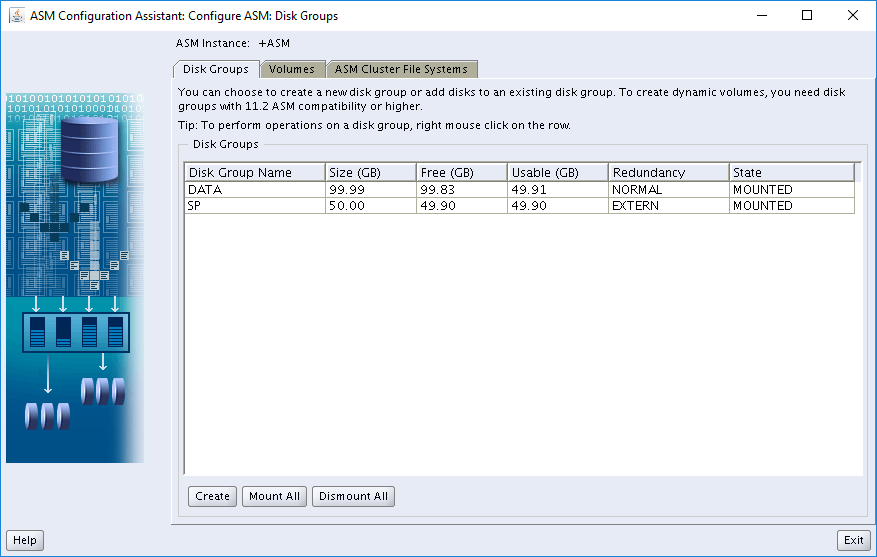 ASM Configuration Assistant: Configure ASM: Disk Groups
ASM Instance: +ASM
Disk Groups Volumes ASM Cluster File Systems
You can choose to create a new disk group or add disks to an existing disk group. To create dynamic volumes, you need disk
groups with 11.2 ASM compatibility or higher.
Tip: To perform operations on a disk group, right mouse click on the row.
Disk Groups
Disk Group Name Size (GB) Free (GB) Usable (GB) Redundancy State
DATA 99.99 99.83 49.91 NORMAL MOUNTED
SP 50.00 49.90 49.90 EXTERN MOUNTED
Create Mount All Dismount All
Help Exit